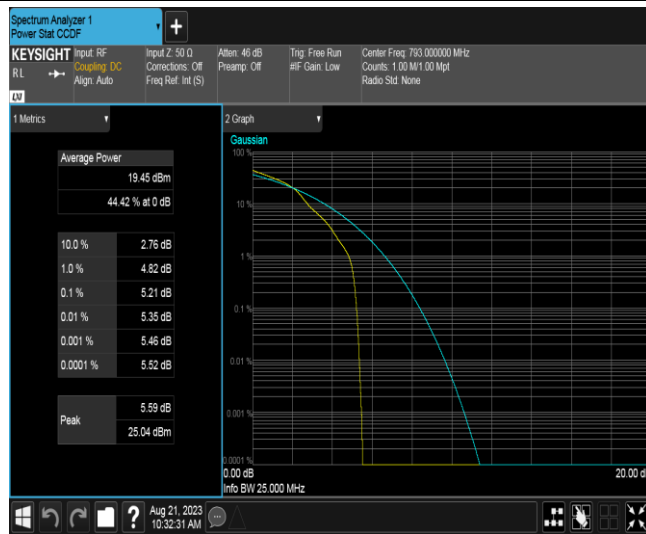 Spectrum Analyzer 1
Power Stat CCDF
+
KEYSIGHT
RL
LXI
Input: RF
Coupling: DC
Align: Auto
Input Z: 50 Ω
Corrections: Off
Freq Ref: Int (S)
Atten: 46 dB
Preamp: Off
Trig: Free Run
#IF Gain: Low
Center Freq: 793.000000 MHz
Counts: 1.00 M/1.00 Mpt
Radio Std: None
1 Metrics
Average Power
19.45 dBm
44.42 % at 0 dB
10.0 % 2.76 dB
1.0 % 4.82 dB
0.1 % 5.21 dB
0.01 % 5.35 dB
0.001 % 5.46 dB
0.0001 % 5.52 dB
Peak
5.59 dB
25.04 dBm
2 Graph
Gaussian
100 %
10 %
1 %
0.1 %
0.01 %
0.001 %
0.0001 %
0.00 dB 20.00 d
Info BW 25.000 MHz
?
Aug 21, 2023
10:32:31 AM